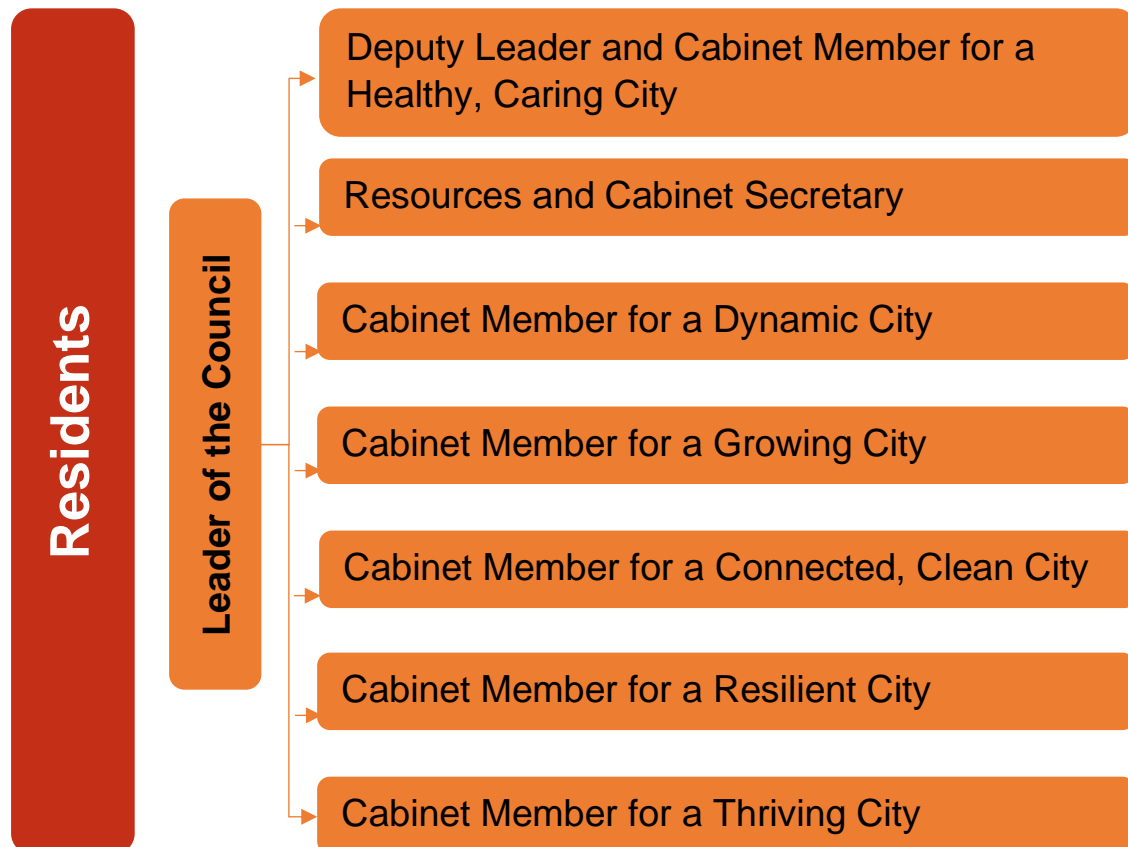 Residents
Leader of the Council
Deputy Leader and Cabinet Member for a
Healthy, Caring City
Resources and Cabinet Secretary
Cabinet Member for a Dynamic City
Cabinet Member for a Growing City
Cabinet Member for a Connected, Clean City
Cabinet Member for a Resilient City
Cabinet Member for a Thriving City